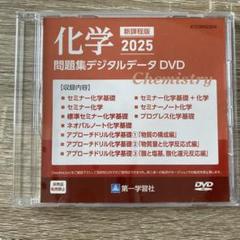 化学
新課程版
2025
問題集デジタルデータ DVD
Chemistry
【収録内容】
・セミナー化学基礎 ・セミナー化学基礎+化学
・セミナー化学 ・セミナーノート化学基礎
・標準セミナー化学基礎 ・プログレス化学基礎
・ネオパルノート化学基礎
・アプローチドリル化学基礎①「物質の構成編」
・アプローチドリル化学基礎②「物質量と化学反応式編」
・アプローチドリル化学基礎③「酸と塩基、酸化還元反応編」
第一学習社
DVD